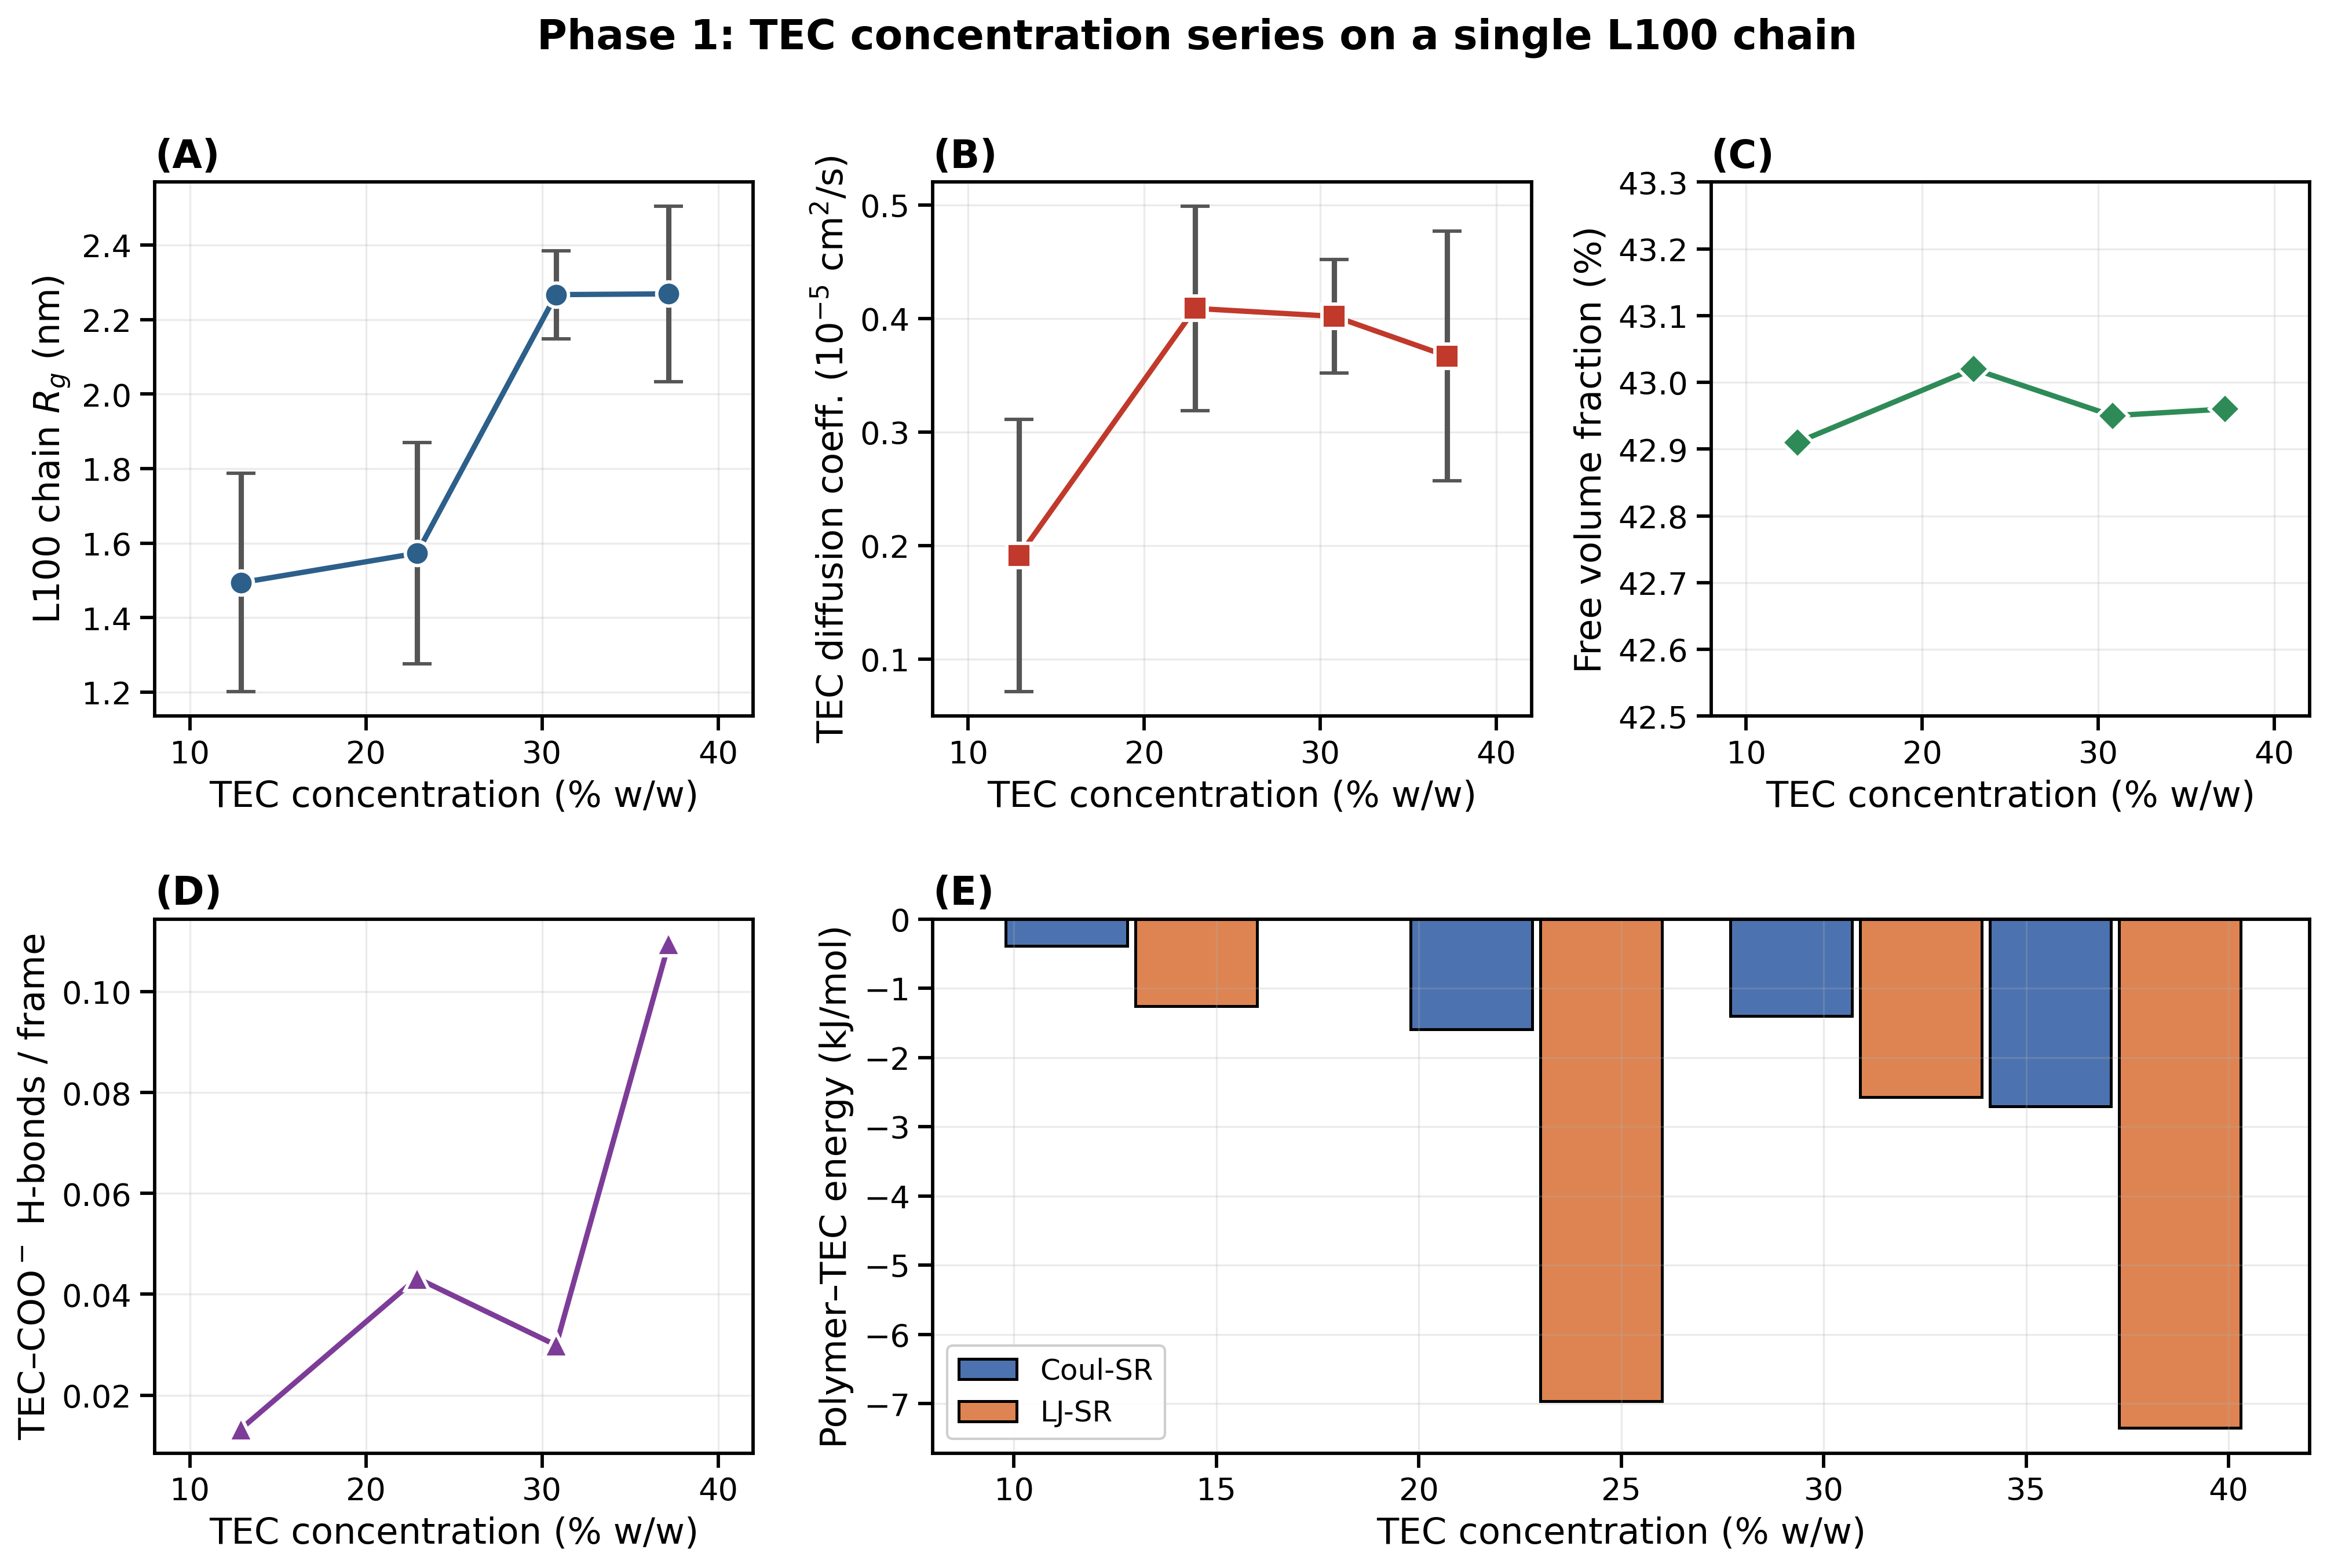 Phase 1: TEC concentration series on a single L100 chain
(A)
L100 chain R_g (nm)
2.4
2.2
2.0
1.8
1.6
1.4
1.2
10 20 30 40
TEC concentration (% w/w)
(B)
TEC diffusion coeff. (10⁻⁵ cm²/s)
0.5
0.4
0.3
0.2
0.1
10 20 30 40
TEC concentration (% w/w)
(C)
Free volume fraction (%)
43.3
43.2
43.1
43.0
42.9
42.8
42.7
42.6
42.5
10 20 30 40
TEC concentration (% w/w)
(D)
TEC–COO⁻ H-bonds / frame
0.10
0.08
0.06
0.04
0.02
10 20 30 40
TEC concentration (% w/w)
(E)
Polymer–TEC energy (kJ/mol)
0
−1
−2
−3
−4
−5
−6
−7
Coul-SR
LJ-SR
10 15 20 25 30 35 40
TEC concentration (% w/w)